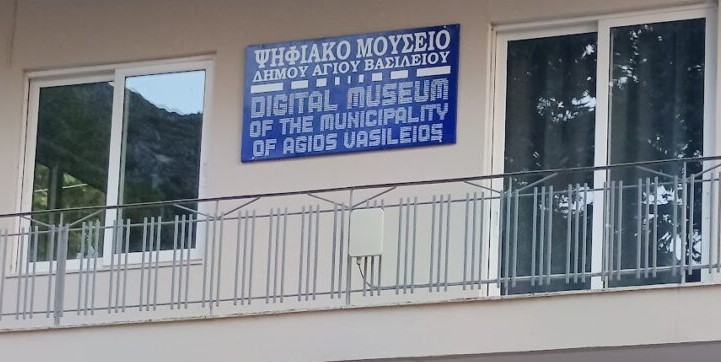 ΨΗΦΙΑΚΟ ΜΟΥΣΕΙΟ
ΔΗΜΟΥ ΑΓΙΟΥ ΒΑΣΙΛΕΙΟΥ
DIGITAL MUSEUM
OF THE MUNICIPALITY
OF AGIOS VASILEIOS